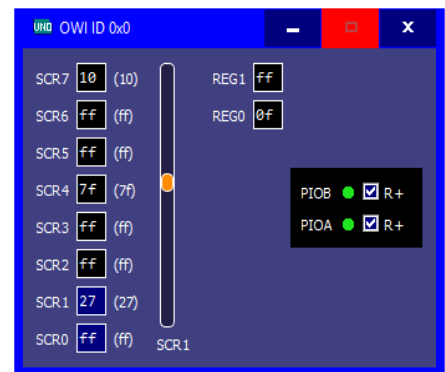 UNO OWI ID 0x0
SCR7 10 (10) REG1 ff
SCR6 ff (ff) REG0 0f
SCR5 ff (ff)
SCR4 7f (7f) PIOB R+
SCR3 ff (ff) PIOA R+
SCR2 ff (ff)
SCR1 27 (27)
SCR0 ff (ff) SCR1